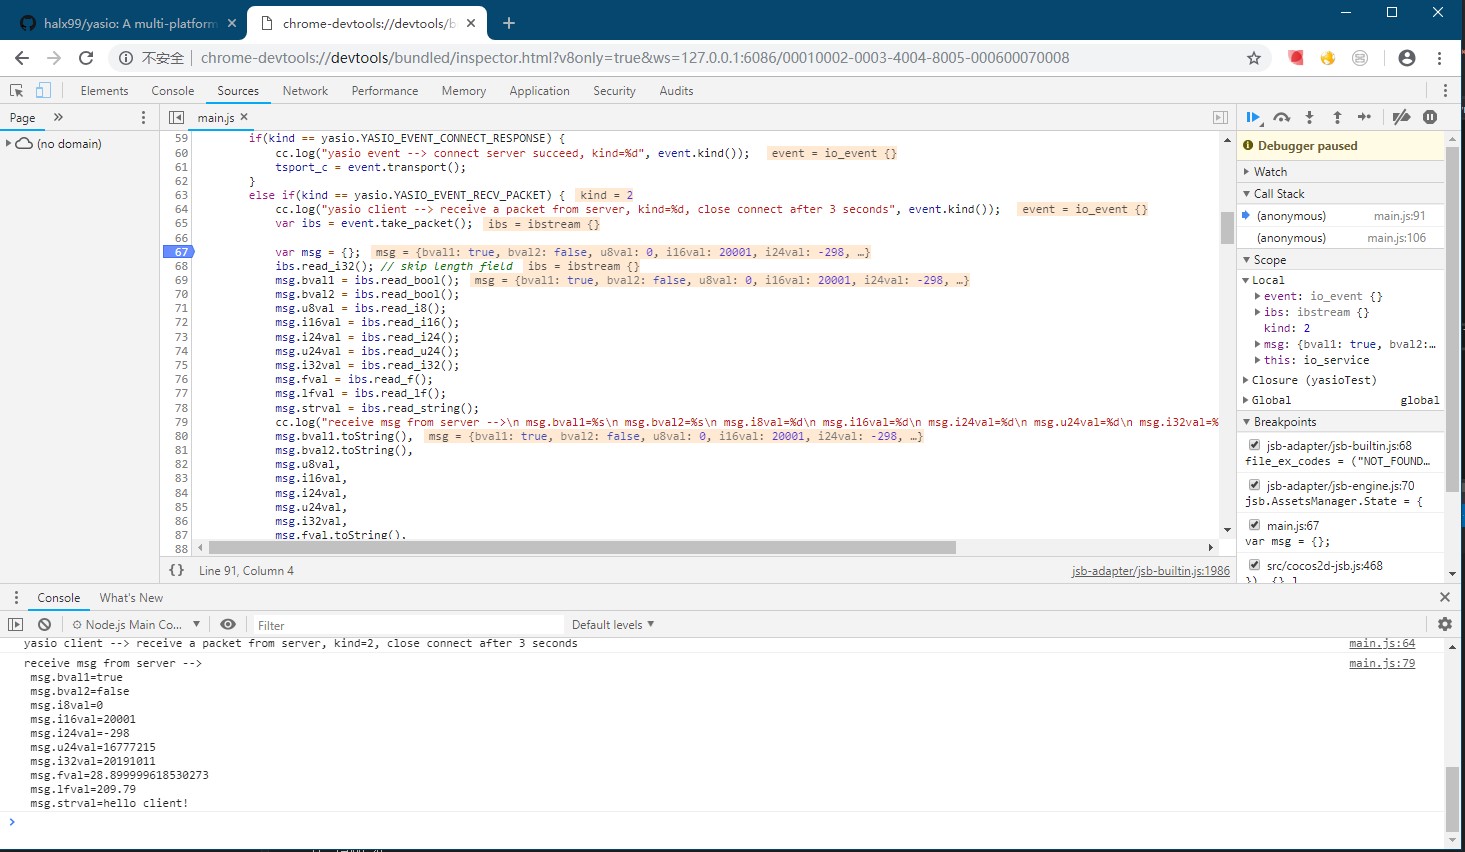 halx99/yasio: A multi-platform
chrome-devtools://devtools/b
不安全 | chrome-devtools://devtools/bundled/inspector.html?v8only=true&ws=127.0.0.1:6086/00010002-0003-4004-8005-000600070008
Elements Console Sources Network Performance Memory Application Security Audits
Page »
(no domain)
main.js
59 if(kind == yasio.YASIO_EVENT_CONNECT_RESPONSE) {
60 cc.log("yasio event --> connect server succeed, kind=%d", event.kind()); event = io_event {}
61 tsport_c = event.transport();
62 }
63 else if(kind == yasio.YASIO_EVENT_RECV_PACKET) { kind = 2
64 cc.log("yasio client --> receive a packet from server, kind=%d, close connect after 3 seconds", event.kind()); event = io_event {}
65 var ibs = event.take_packet(); ibs = ibstream {}
66
67 var msg = {}; msg = {bval1: true, bval2: false, u8val: 0, i16val: 20001, i24val: -298, …}
68 ibs.read_i32(); // skip length field ibs = ibstream {}
69 msg.bval1 = ibs.read_bool(); msg = {bval1: true, bval2: false, u8val: 0, i16val: 20001, i24val: -298, …}
70 msg.bval2 = ibs.read_bool();
71 msg.u8val = ibs.read_i8();
72 msg.i16val = ibs.read_i16();
73 msg.i24val = ibs.read_i24();
74 msg.u24val = ibs.read_u24();
75 msg.i32val = ibs.read_i32();
76 msg.fval = ibs.read_f();
77 msg.lfval = ibs.read_lf();
78 msg.strval = ibs.read_string();
79 cc.log("receive msg from server -->\n msg.bval1=%s\n msg.bval2=%s\n msg.i8val=%d\n msg.i16val=%d\n msg.i24val=%d\n msg.u24val=%d\n msg.i32val=%
80 msg.bval1.toString(), msg = {bval1: true, bval2: false, u8val: 0, i16val: 20001, i24val: -298, …}
81 msg.bval2.toString(),
82 msg.u8val,
83 msg.i16val,
84 msg.i24val,
85 msg.u24val,
86 msg.i32val,
87 msg.fval.toString(),
88
{} Line 91, Column 4 jsb-adapter/jsb-builtin.js:1986
Debugger paused
Watch
Call Stack
(anonymous) main.js:91
(anonymous) main.js:106
Scope
Local
event: io_event {}
ibs: ibstream {}
kind: 2
msg: {bval1: true, bval2:…
this: io_service
Closure (yasioTest)
Global global
Breakpoints
jsb-adapter/jsb-builtin.js:68
file_ex_codes = ("NOT_FOUND…
jsb-adapter/jsb-engine.js:70
jsb.AssetsManager.State = {
main.js:67
var msg = {};
src/cocos2d-jsb.js:468
Console What's New
Node.js Main Co... Filter Default levels
yasio client --> receive a packet from server, kind=2, close connect after 3 seconds main.js:64
receive msg from server --> main.js:79
msg.bval1=true
msg.bval2=false
msg.i8val=0
msg.i16val=20001
msg.i24val=-298
msg.u24val=16777215
msg.i32val=20191011
msg.fval=28.899999618530273
msg.lfval=209.79
msg.strval=hello client!